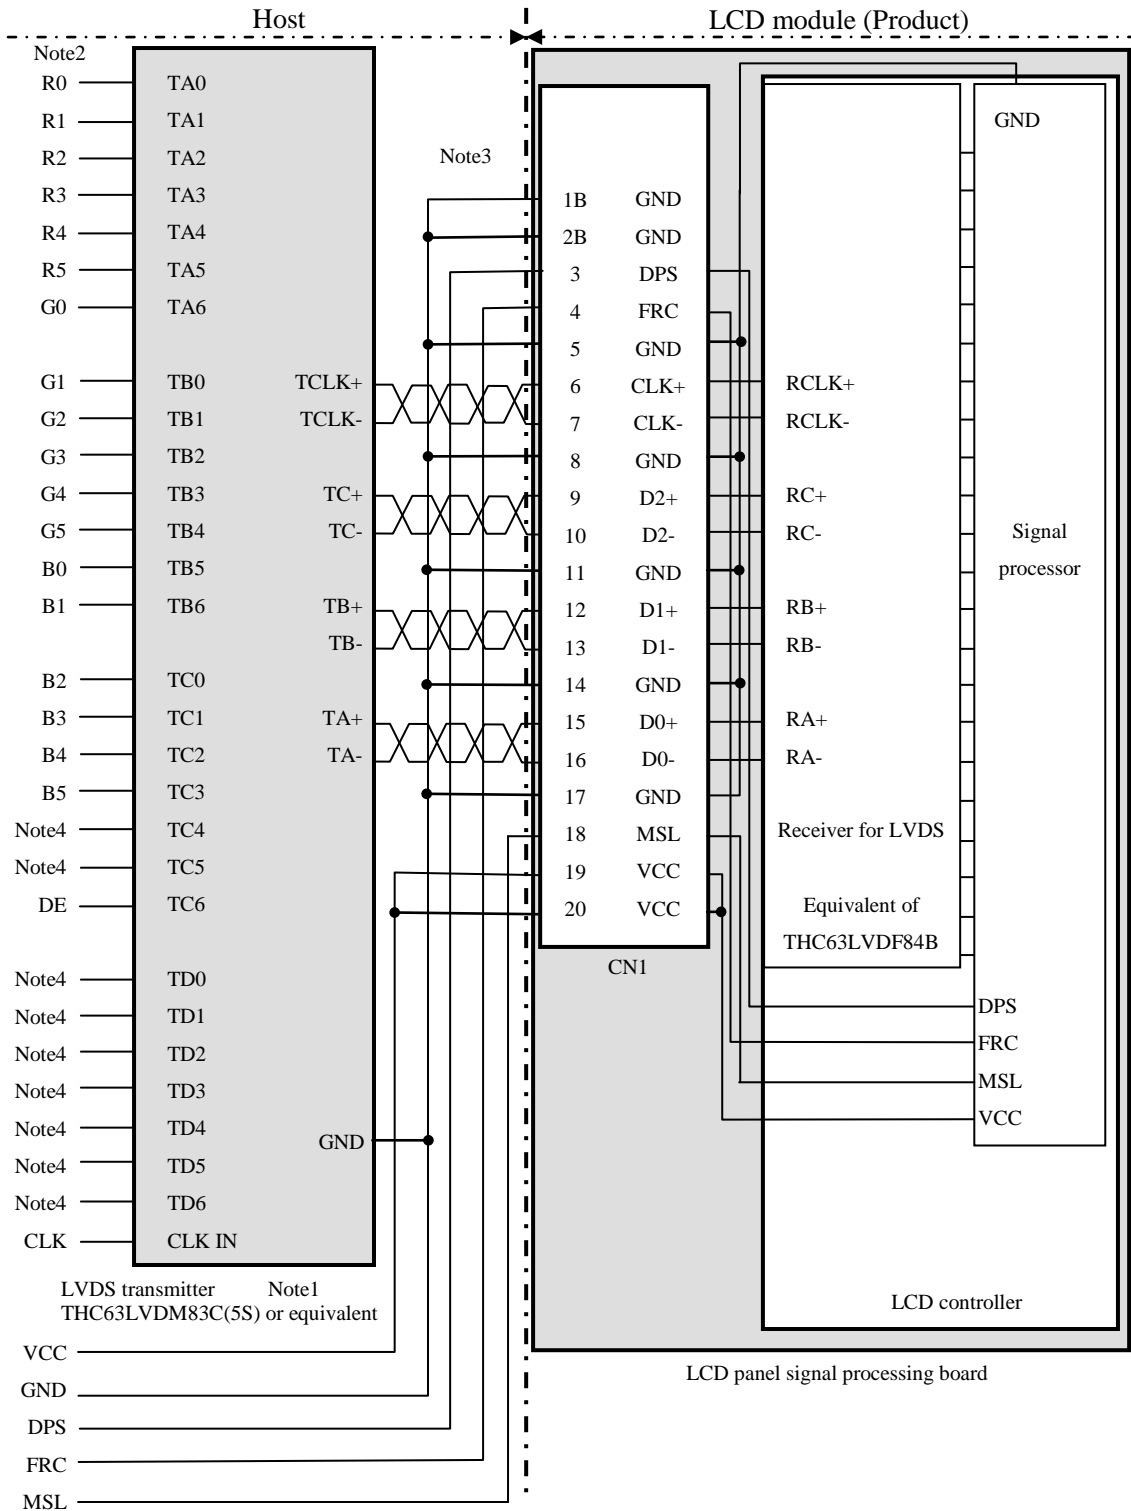 Host
LCD module (Product)
Note2
R0 TA0
R1 TA1
R2 TA2
R3 TA3
R4 TA4
R5 TA5
G0 TA6
G1 TB0 TCLK+
G2 TB1 TCLK-
G3 TB2
G4 TB3 TC+
G5 TB4 TC-
B0 TB5
B1 TB6 TB+
TB-
B2 TC0
B3 TC1 TA+
B4 TC2 TA-
B5 TC3
Note4 TC4
Note4 TC5
DE TC6
Note4 TD0
Note4 TD1
Note4 TD2
Note4 TD3
Note4 TD4
GND
Note4 TD5
Note4 TD6
CLK CLK IN
LVDS transmitter Note1
THC63LVDM83C(5S) or equivalent
VCC
GND
DPS
FRC
MSL
Note3
1B GND
2B GND
3 DPS
4 FRC
5 GND
6 CLK+
7 CLK-
8 GND
9 D2+
10 D2-
11 GND
12 D1+
13 D1-
14 GND
15 D0+
16 D0-
17 GND
18 MSL
19 VCC
20 VCC
CN1
RCLK+
RCLK-
RC+
RC-
RB+
RB-
RA+
RA-
Receiver for LVDS
Equivalent of
THC63LVDF84B
GND
Signal
processor
DPS
FRC
MSL
VCC
LCD controller
LCD panel signal processing board